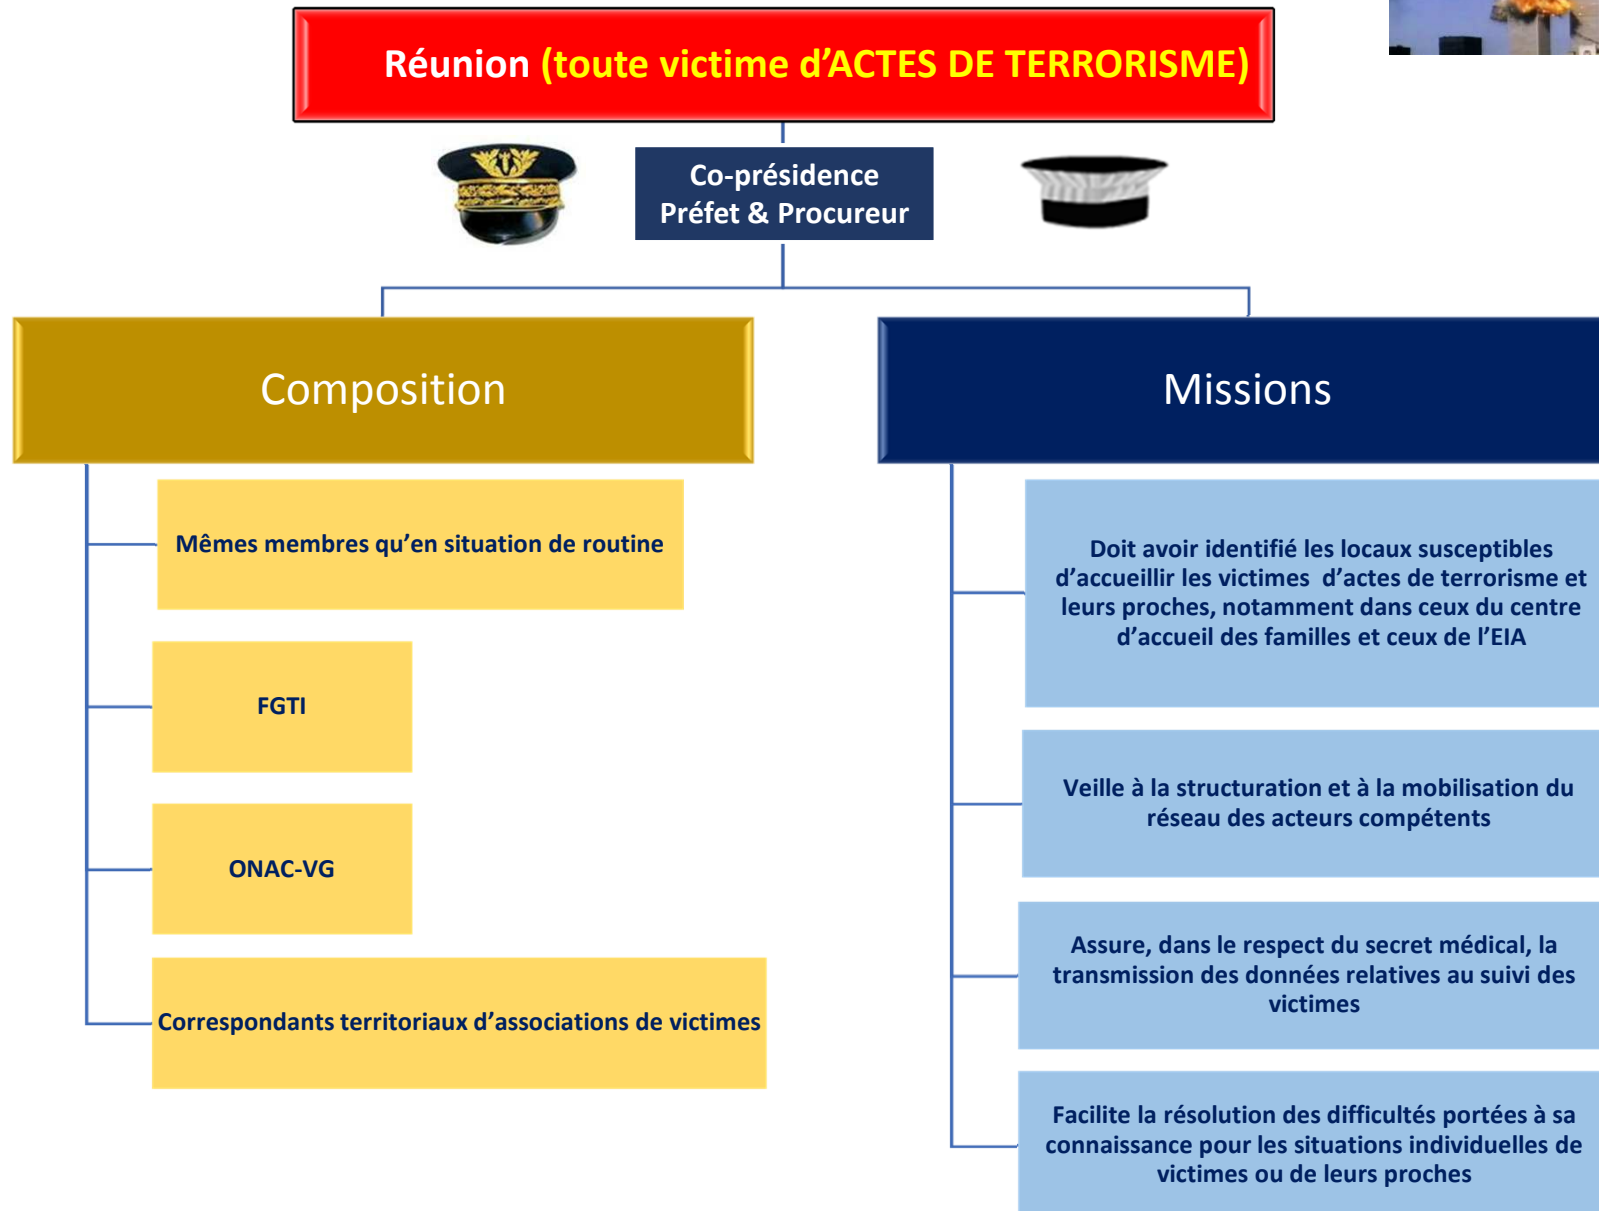 Réunion (toute victime d’ACTES DE TERRORISME)
Co-présidence
Préfet & Procureur
Composition
Mêmes membres qu’en situation de routine
FGTI
ONAC-VG
Correspondants territoriaux d’associations de victimes
Missions
Doit avoir identifié les locaux susceptibles
d’accueillir les victimes d’actes de terrorisme et
leurs proches, notamment dans ceux du centre
d’accueil des familles et ceux de l’EIA
Veille à la structuration et à la mobilisation du
réseau des acteurs compétents
Assure, dans le respect du secret médical, la
transmission des données relatives au suivi des
victimes
Facilite la résolution des difficultés portées à sa
connaissance pour les situations individuelles de
victimes ou de leurs proches